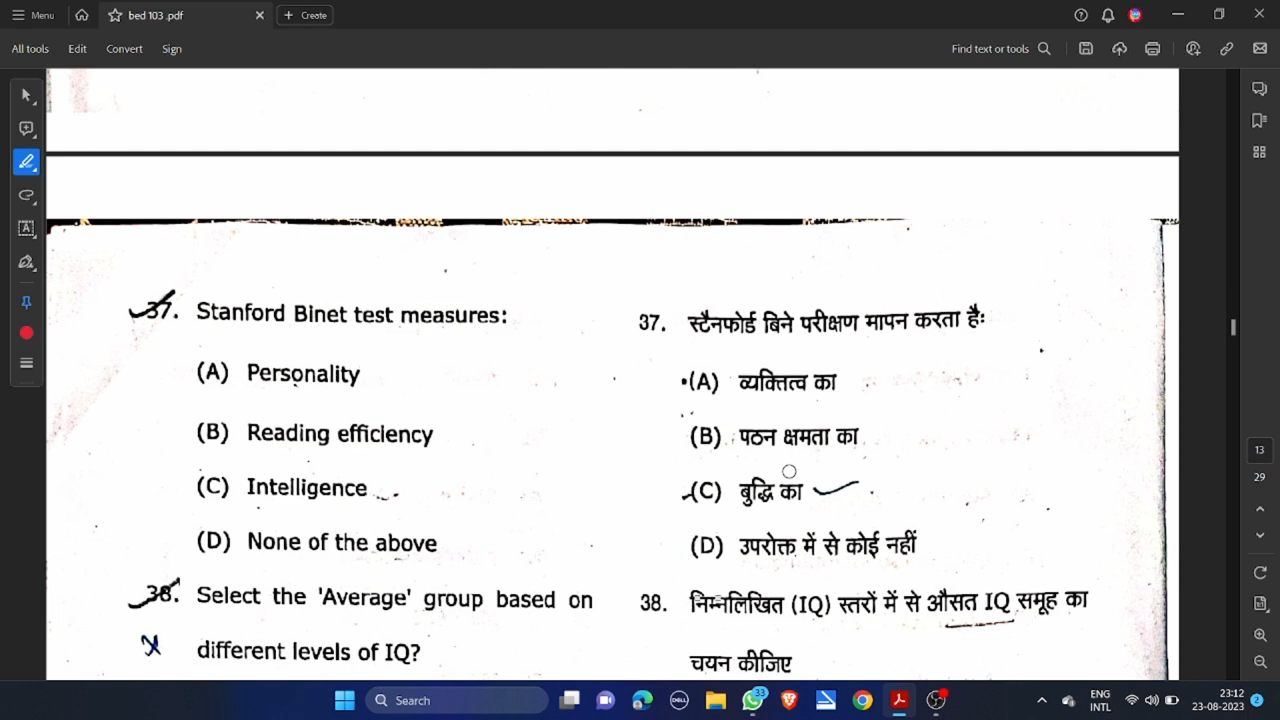 Menu
bed 103 .pdf
Create
All tools
Edit
Convert
Sign
Find text or tools
37. Stanford Binet test measures:
(A) Personality
(B) Reading efficiency
(C) Intelligence
(D) None of the above
38. Select the 'Average' group based on
different levels of IQ?
37. स्टैनफोर्ड बिने परीक्षण मापन करता हैः
(A) व्यक्तित्व का
(B) पठन क्षमता का
(C) बुद्धि का
(D) उपरोक्त में से कोई नहीं
38. निम्नलिखित (IQ) स्तरों में से औसत IQ समूह का
चयन कीजिए
13
29
Search
DELL
33
ENG
INTL
23:12
23-08-2023
2